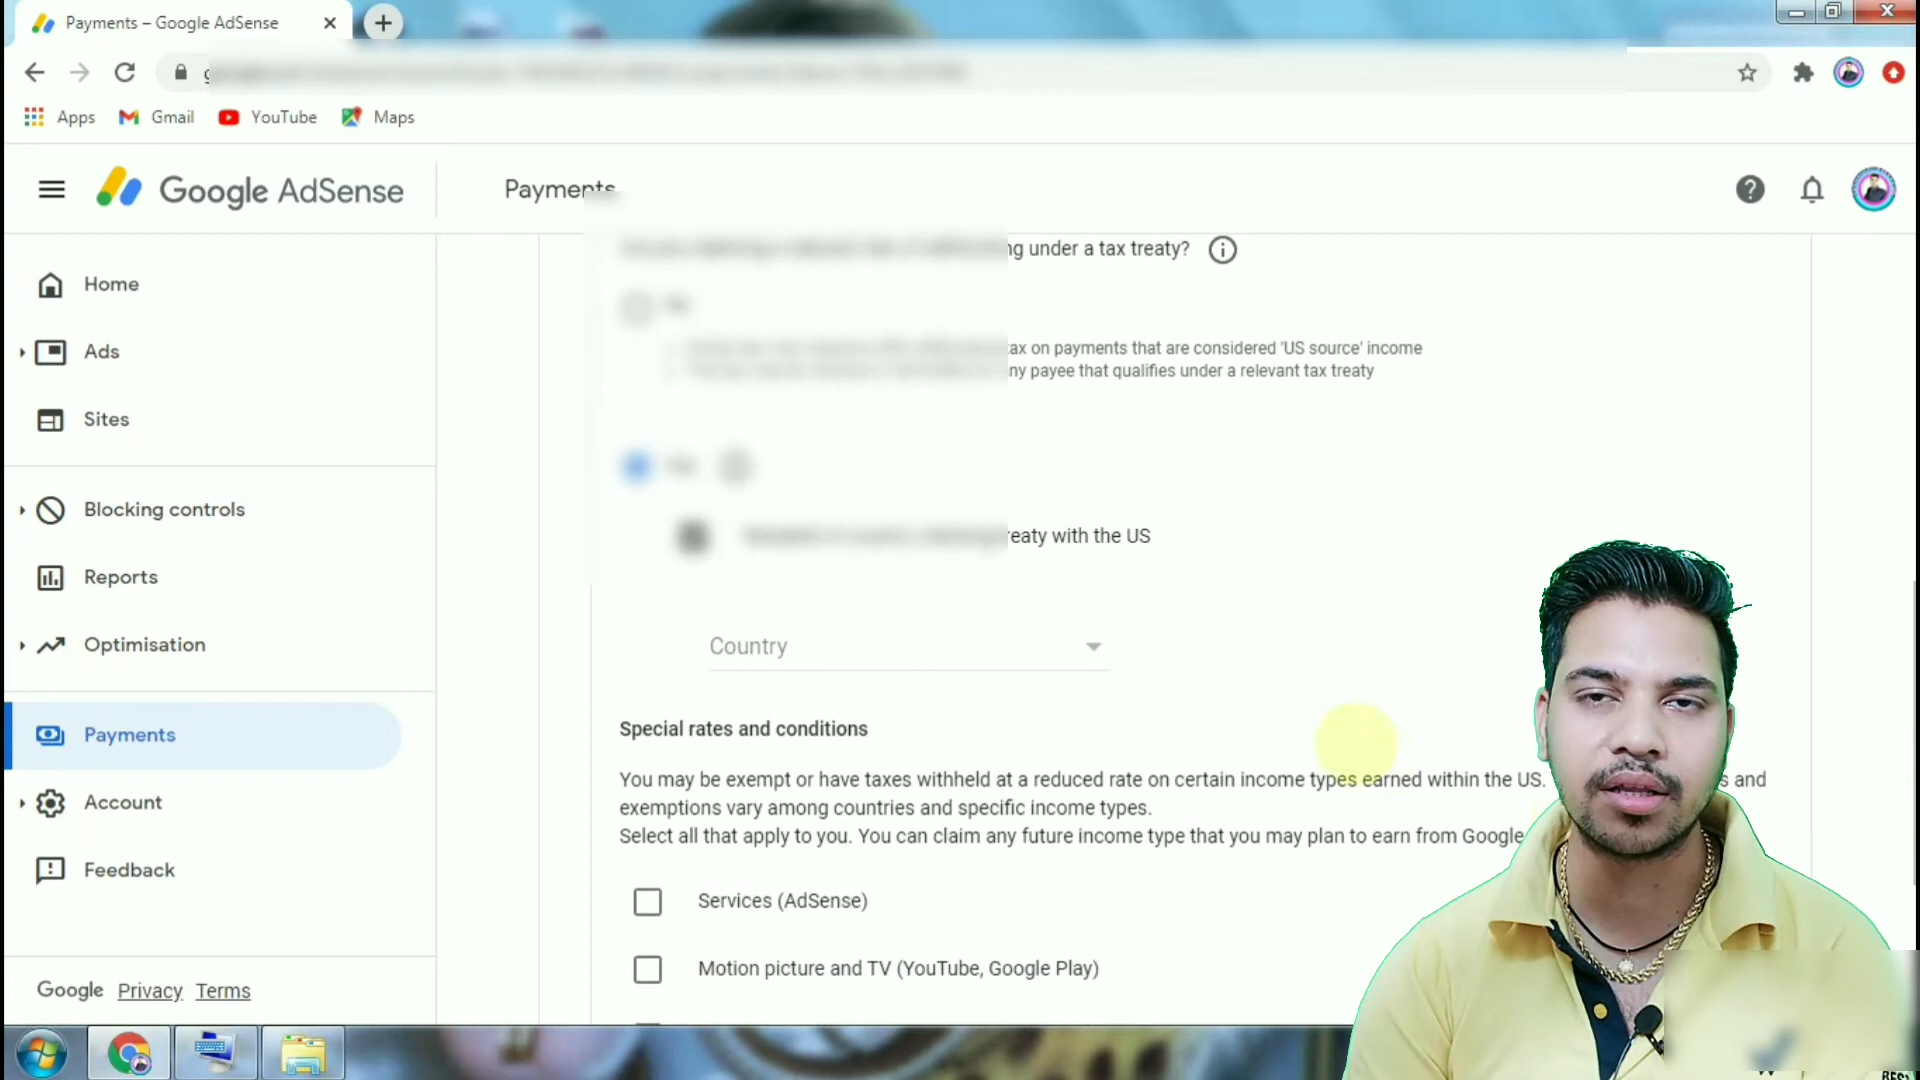 Payments – Google AdSense
Apps
Gmail
YouTube
Maps
Google AdSense
Payments
under a tax treaty?
Home
Ads
tax on payments that are considered 'US source' income
payee that qualifies under a relevant tax treaty
Sites
Blocking controls
with the US
Reports
Country
Optimisation
Special rates and conditions
Payments
You may be exempt or have taxes withheld at a reduced rate on certain income types earned within the US. and
exemptions vary among countries and specific income types.
Select all that apply to you. You can claim any future income type that you may plan to earn from Google
Account
Feedback
Services (AdSense)
Motion picture and TV (YouTube, Google Play)
Google Privacy Terms